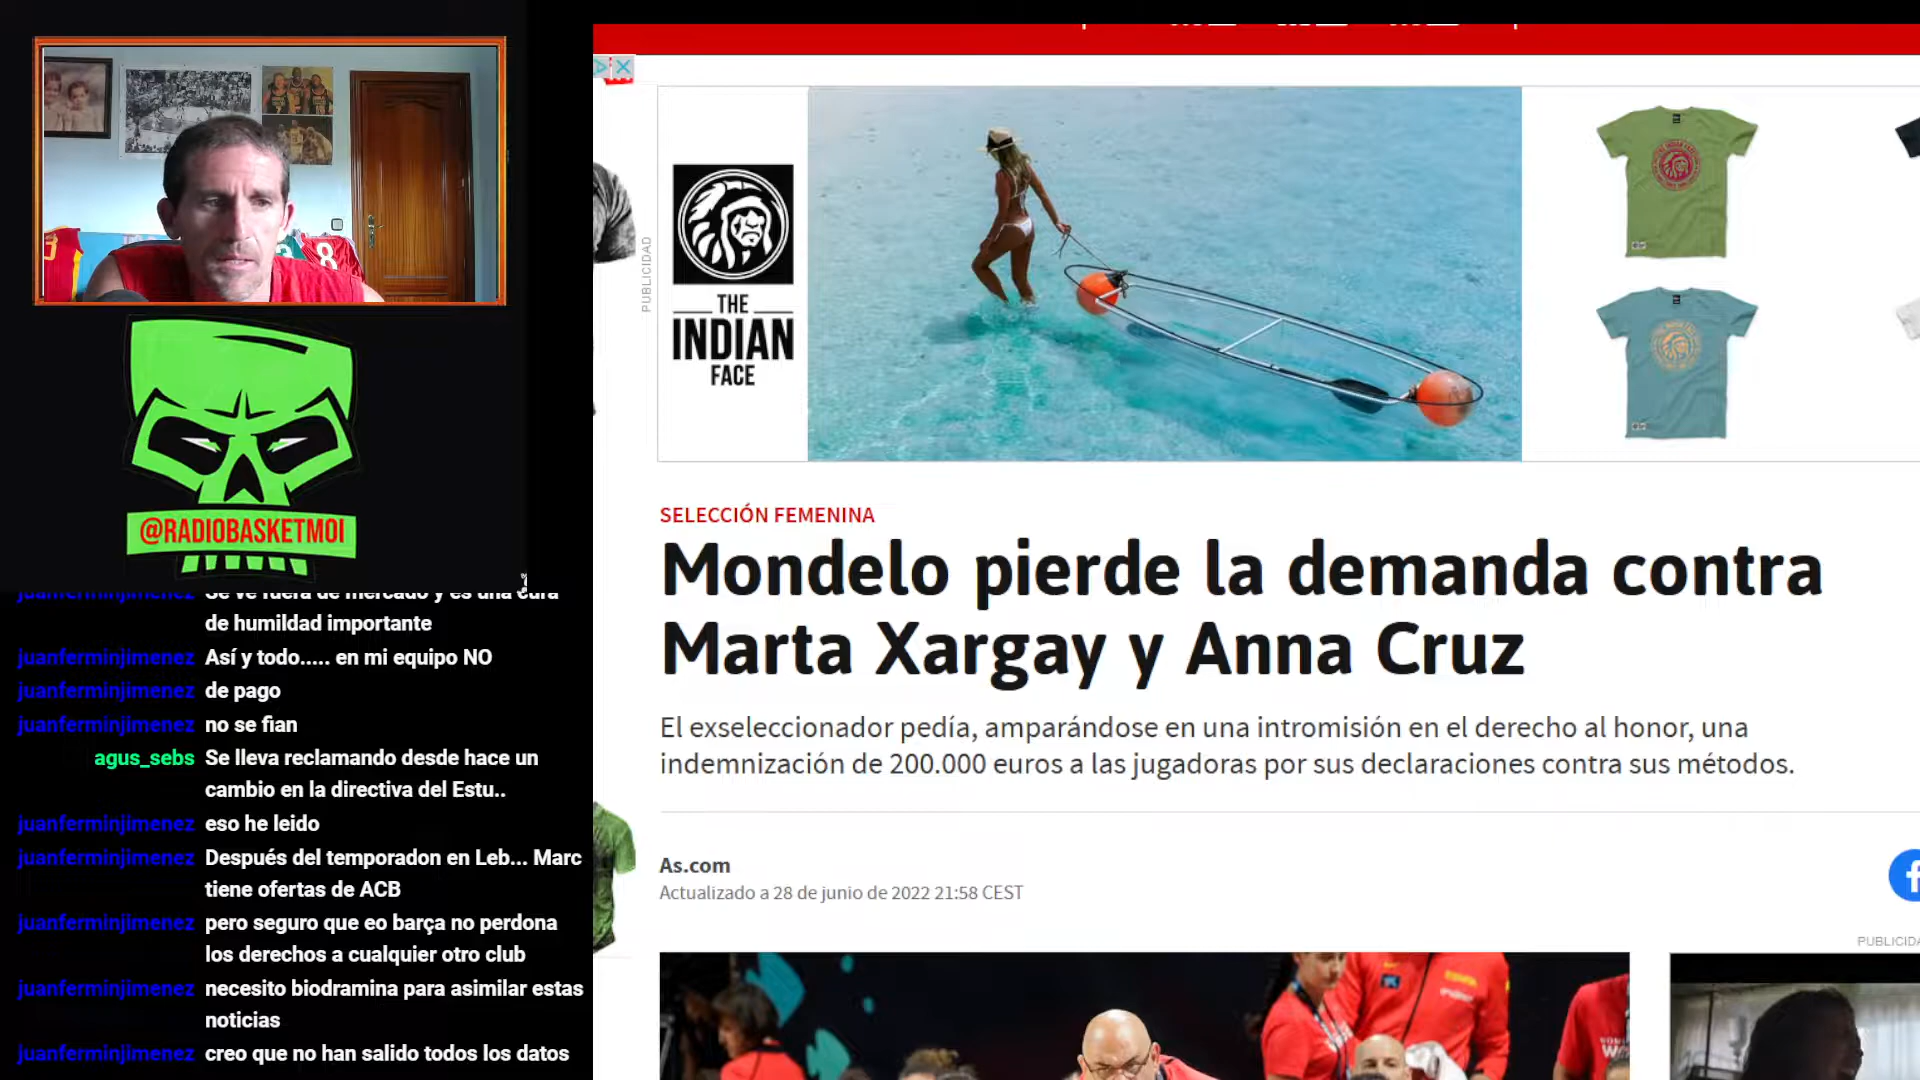 8
@RADIOBASKETMOI
juanferminjimenez Se ve fuera de mercado y es una cura
de humildad importante
juanferminjimenez Así y todo..... en mi equipo NO
juanferminjimenez de pago
juanferminjimenez no se fian
agus_sebs Se lleva reclamando desde hace un
cambio en la directiva del Estu..
juanferminjimenez eso he leido
juanferminjimenez Después del temporadon en Leb... Marc
tiene ofertas de ACB
juanferminjimenez pero seguro que eo barça no perdona
los derechos a cualquier otro club
juanferminjimenez necesito biodramina para asimilar estas
noticias
juanferminjimenez creo que no han salido todos los datos
PUBLICIDAD
THE
INDIAN
FACE
SELECCIÓN FEMENINA
Mondelo pierde la demanda contra
Marta Xargay y Anna Cruz
El exseleccionador pedía, amparándose en una intromisión en el derecho al honor, una
indemnización de 200.000 euros a las jugadoras por sus declaraciones contra sus métodos.
As.com
Actualizado a 28 de junio de 2022 21:58 CEST
PUBLICIDA